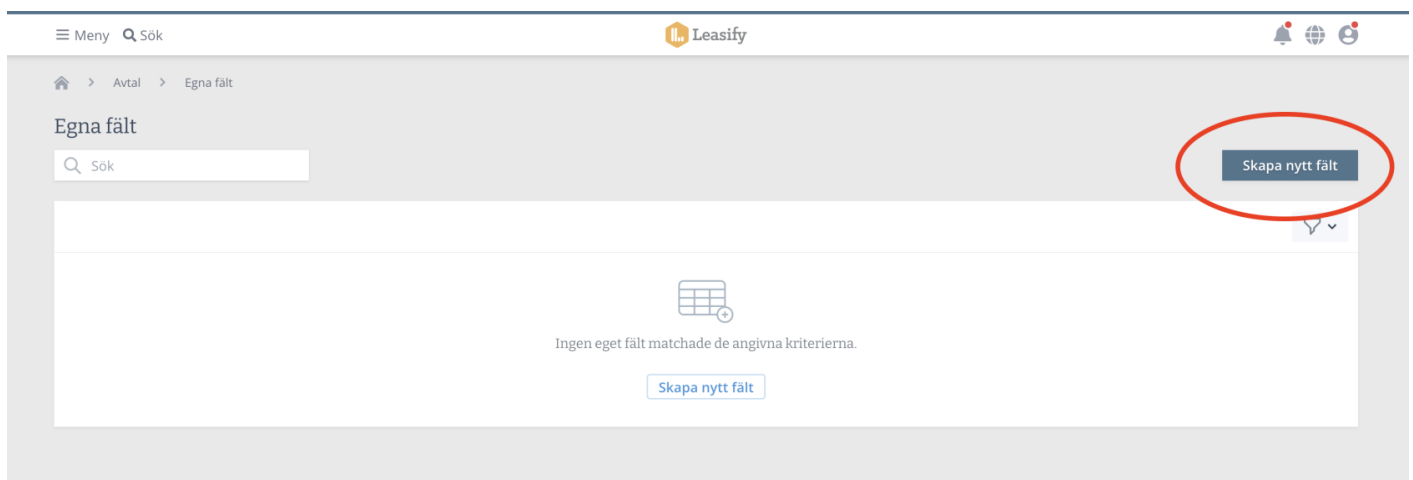 Meny Sök Leasify
Avtal Egna fält
Egna fält
Sök Skapa nytt fält
Ingen eget fält matchade de angivna kriterierna.
Skapa nytt fält